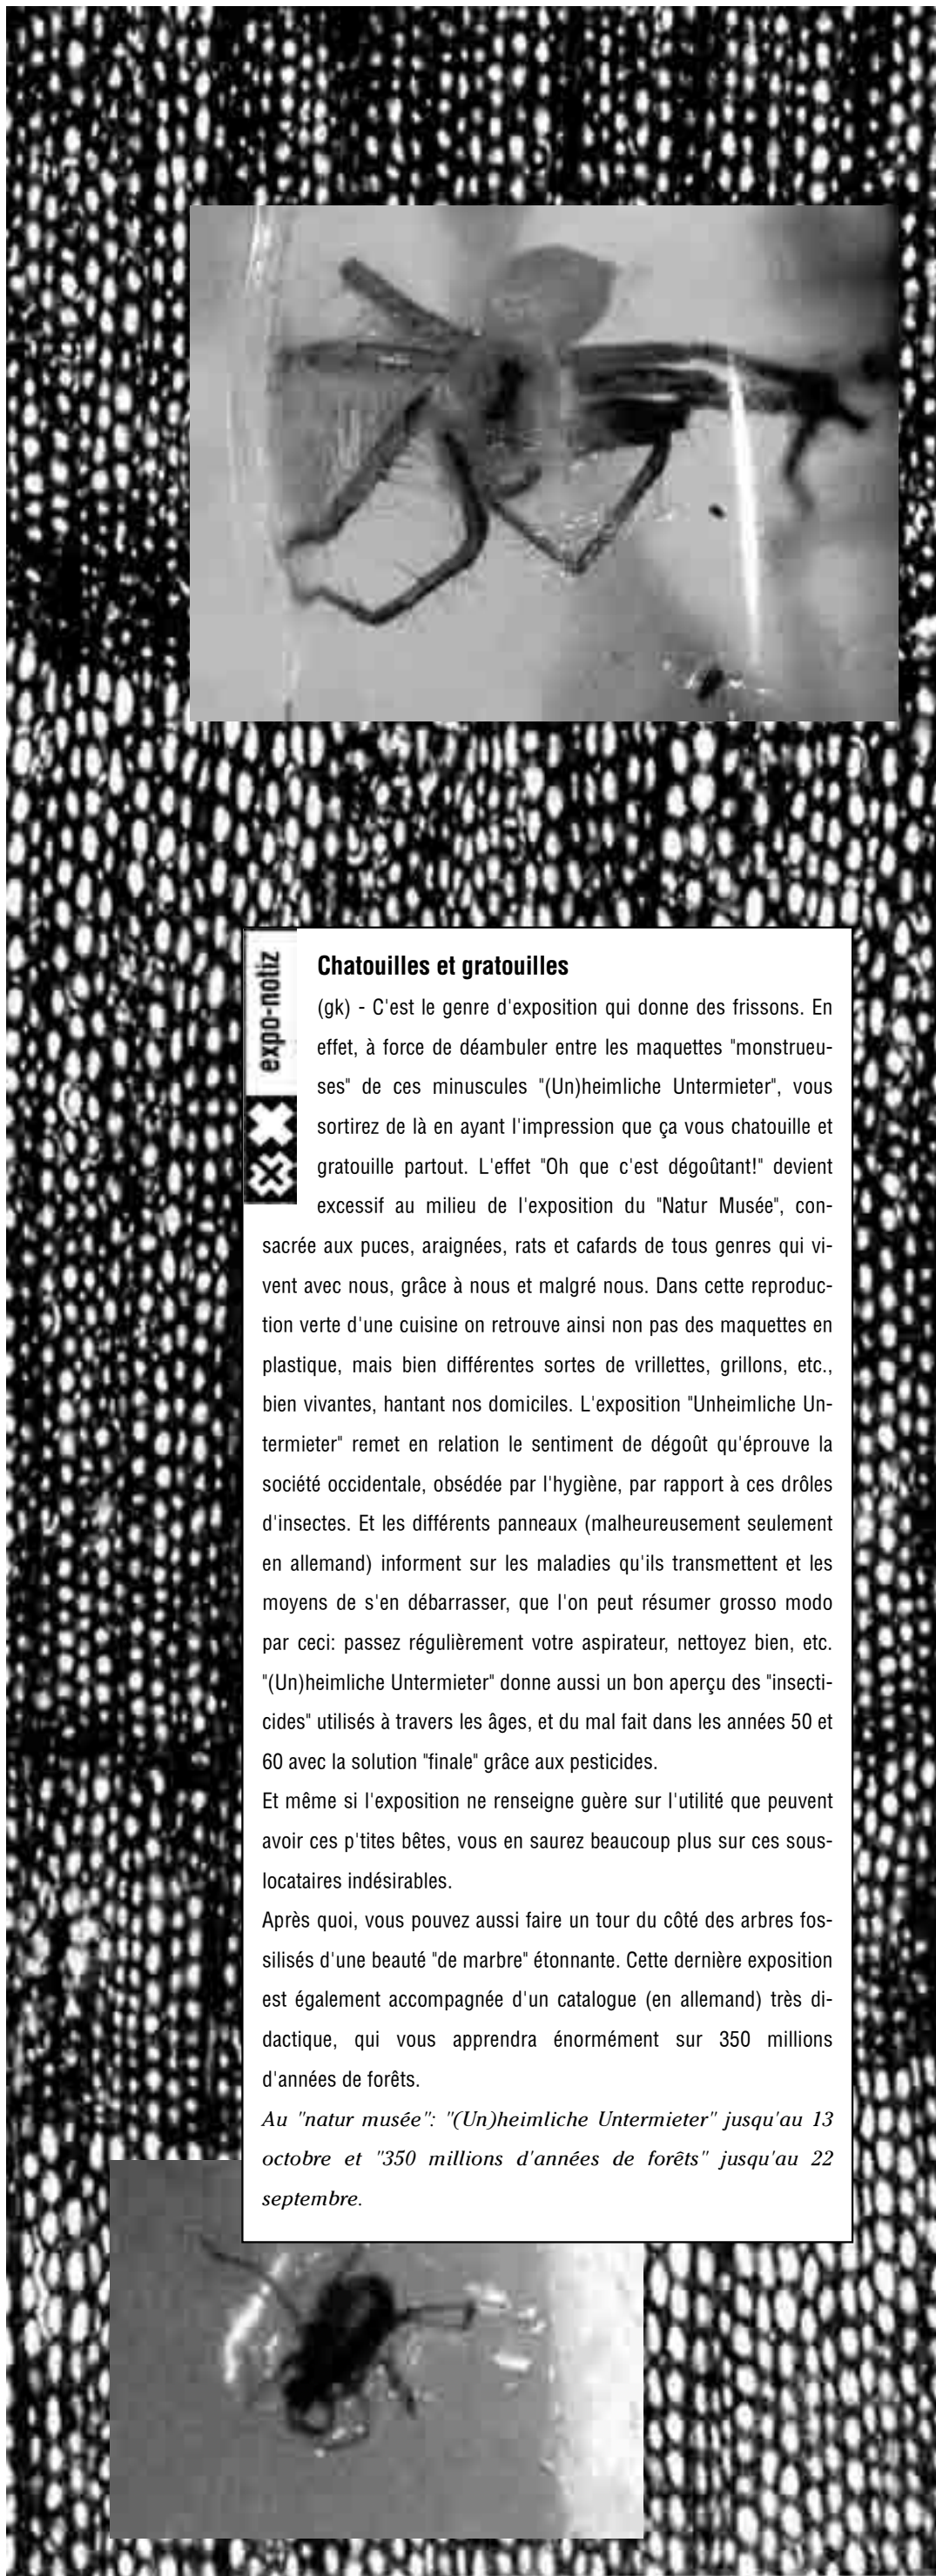 expo-notiz
Chatouilles et gratouilles
(gk) - C'est le genre d'exposition qui donne des frissons. En
effet, à force de déambuler entre les maquettes "monstrueu-
ses" de ces minuscules "(Un)heimliche Untermieter", vous
sortirez de là en ayant l'impression que ça vous chatouille et
gratouille partout. L'effet "Oh que c'est dégoûtant!" devient
excessif au milieu de l'exposition du "Natur Musée", con-
sacrée aux puces, araignées, rats et cafards de tous genres qui vi-
vent avec nous, grâce à nous et malgré nous. Dans cette reproduc-
tion verte d'une cuisine on retrouve ainsi non pas des maquettes en
plastique, mais bien différentes sortes de vrillettes, grillons, etc.,
bien vivantes, hantant nos domiciles. L'exposition "Unheimliche Un-
termieter" remet en relation le sentiment de dégoût qu'éprouve la
société occidentale, obsédée par l'hygiène, par rapport à ces drôles
d'insectes. Et les différents panneaux (malheureusement seulement
en allemand) informent sur les maladies qu'ils transmettent et les
moyens de s'en débarrasser, que l'on peut résumer grosso modo
par ceci: passez régulièrement votre aspirateur, nettoyez bien, etc.
"(Un)heimliche Untermieter" donne aussi un bon aperçu des "insecti-
cides" utilisés à travers les âges, et du mal fait dans les années 50 et
60 avec la solution "finale" grâce aux pesticides.
Et même si l'exposition ne renseigne guère sur l'utilité que peuvent
avoir ces p'tites bêtes, vous en saurez beaucoup plus sur ces sous-
locataires indésirables.
Après quoi, vous pouvez aussi faire un tour du côté des arbres fos-
silisés d'une beauté "de marbre" étonnante. Cette dernière exposition
est également accompagnée d'un catalogue (en allemand) très di-
dactique, qui vous apprendra énormément sur 350 millions
d'années de forêts.
Au "natur musée": "(Un)heimliche Untermieter" jusqu'au 13
octobre et "350 millions d'années de forêts" jusqu'au 22
septembre.